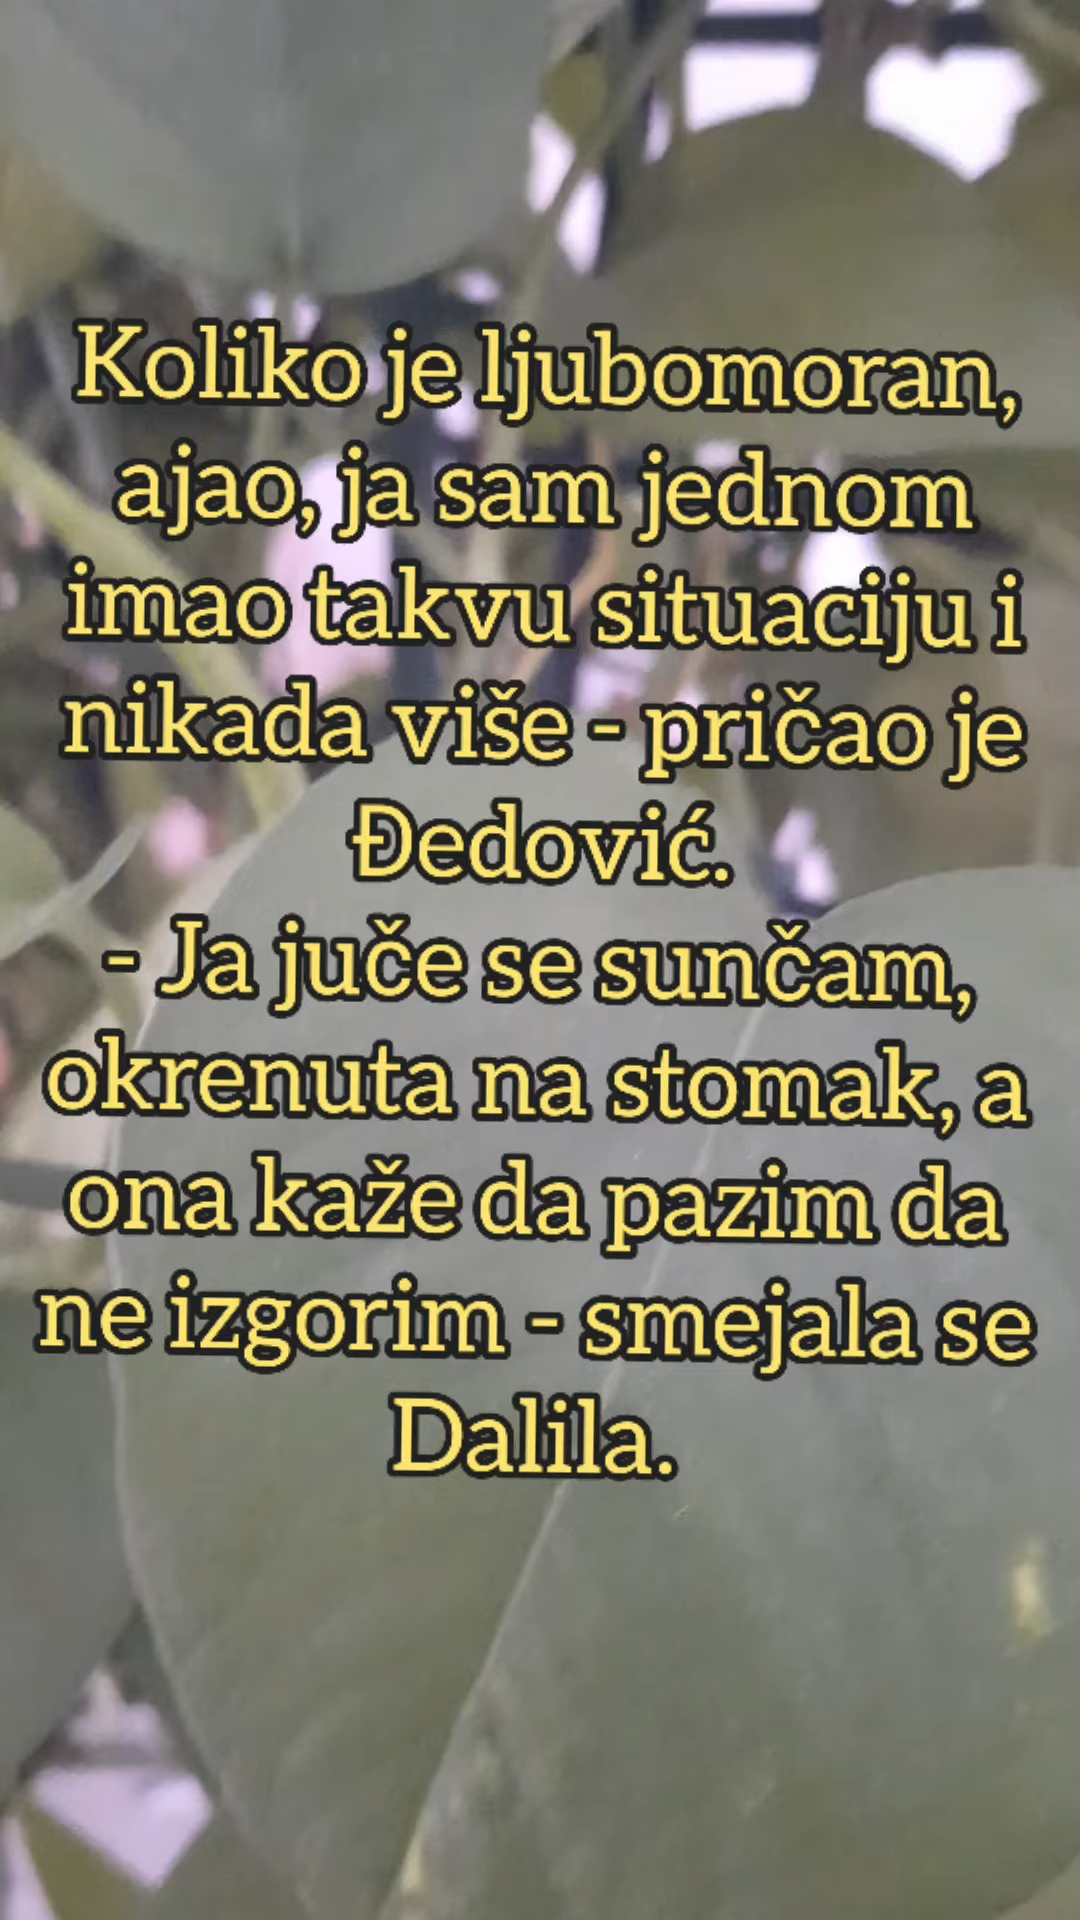 Koliko je ljubomoran,
ajao, ja sam jednom
imao takvu situaciju i
nikada više - pričao je
Đedović.
- Ja juče se sunčam,
okrenuta na stomak, a
ona kaže da pazim da
ne izgorim - smejala se
Dalila.